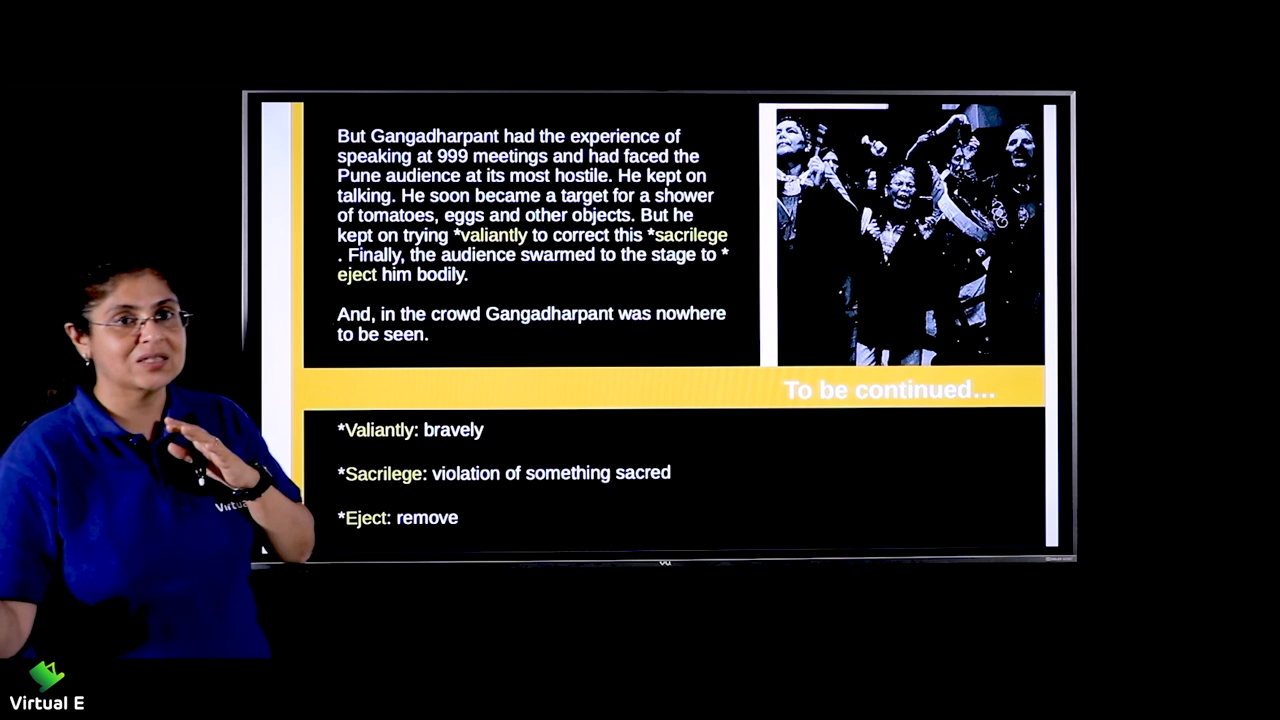 But Gangadharpant had the experience of
speaking at 999 meetings and had faced the
Pune audience at its most hostile. He kept on
talking. He soon became a target for a shower
of tomatoes, eggs and other objects. But he
kept on trying *valiantly to correct this *sacrilege
. Finally, the audience swarmed to the stage to *
eject him bodily.
And, in the crowd Gangadharpant was nowhere
to be seen.
To be continued...
*Valiantly: bravely
*Sacrilege: violation of something sacred
*Eject: remove
Virtua
vu
Virtual E